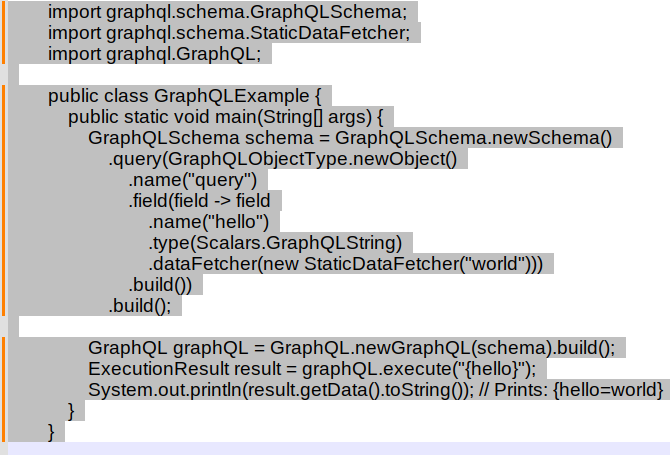 import graphql.schema.GraphQLSchema;
import graphql.schema.StaticDataFetcher;
import graphql.GraphQL;
public class GraphQLExample {
public static void main(String[] args) {
GraphQLSchema schema = GraphQLSchema.newSchema()
.query(GraphQLObjectType.newObject()
.name("query")
.field(field -> field
.name("hello")
.type(Scalars.GraphQLString)
.dataFetcher(new StaticDataFetcher("world")))
.build())
.build();
GraphQL graphQL = GraphQL.newGraphQL(schema).build();
ExecutionResult result = graphQL.execute("{hello}");
System.out.println(result.getData().toString()); // Prints: {hello=world}
}
}